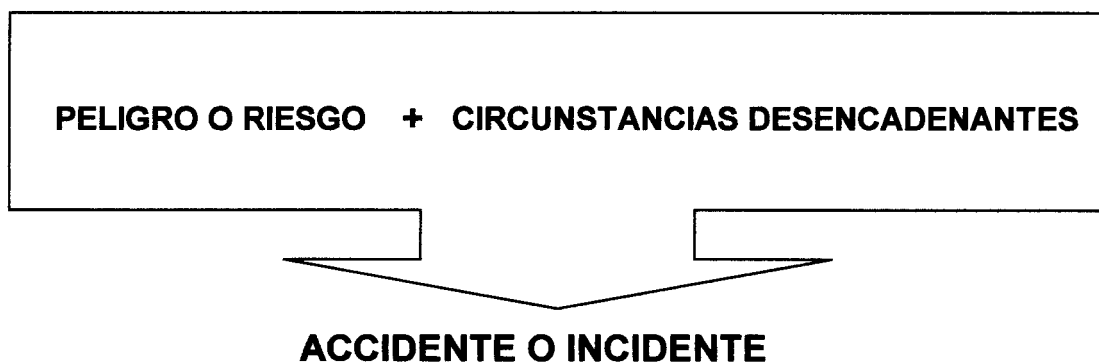 PELIGRO O RIESGO + CIRCUNSTANCIAS DESENCADENANTES
ACCIDENTE O INCIDENTE